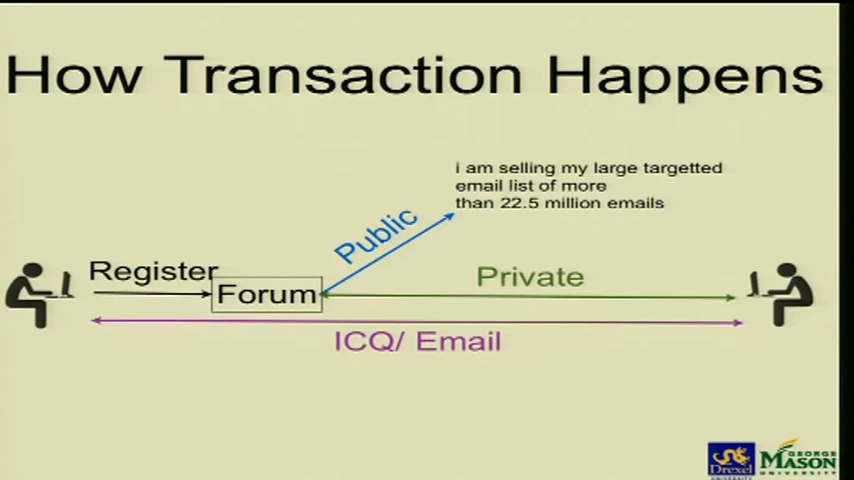 How Transaction Happens
i am selling my large targetted
email list of more
than 22.5 million emails
Public
Register
Forum
Private
ICQ/ Email
Drexel
UNIVERSITY
GEORGE
MASON
UNIVERSITY